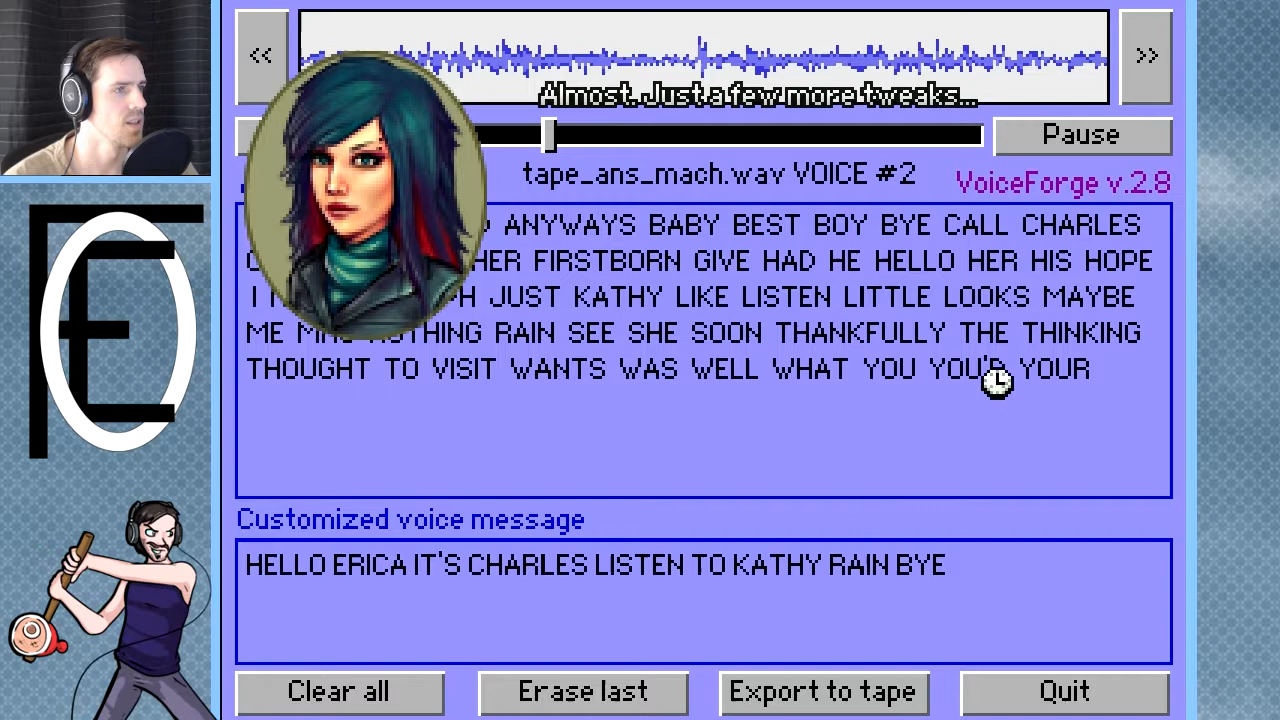 <<
>>
Almost. Just a few more tweaks...
Pause
tape_ans_mach.wav VOICE #2
VoiceForge v.2.8
ANYWAYS BABY BEST BOY BYE CALL CHARLES
FIRSTBORN GIVE HAD HE HELLO HER HIS HOPE
I JUST KATHY LIKE LISTEN LITTLE LOOKS MAYBE
ME RAIN SEE SHE SOON THANKFULLY THE THINKING
THOUGHT TO VISIT WANTS WAS WELL WHAT YOU YOUR
Customized voice message
HELLO ERICA IT'S CHARLES LISTEN TO KATHY RAIN BYE
Clear all
Erase last
Export to tape
Quit